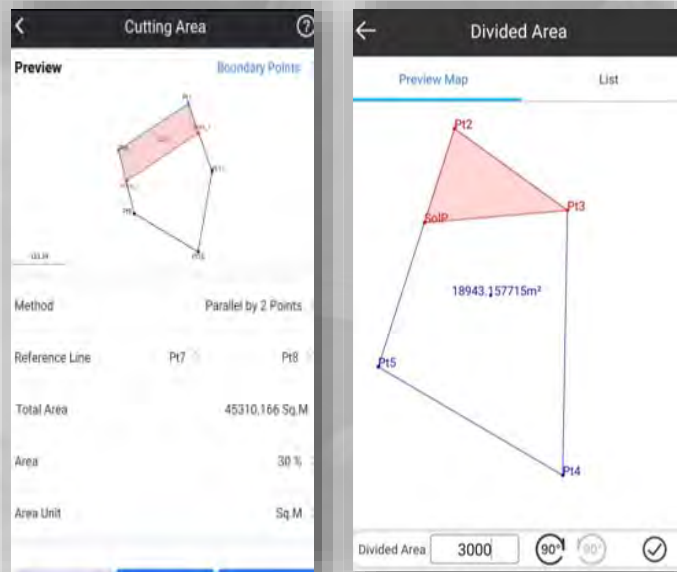 Cutting Area
Preview
Boundary Points
Method
Parallel by 2 Points
Reference Line
Pt7
Pt8
Total Area
45310.166 Sq.M
Area
30 %
Area Unit
Sq.M
Divided Area
Preview Map
List
Pt2
Pt3
SolP
18943.157715m²
Pt5
Pt4
Divided Area
3000
90°
90°